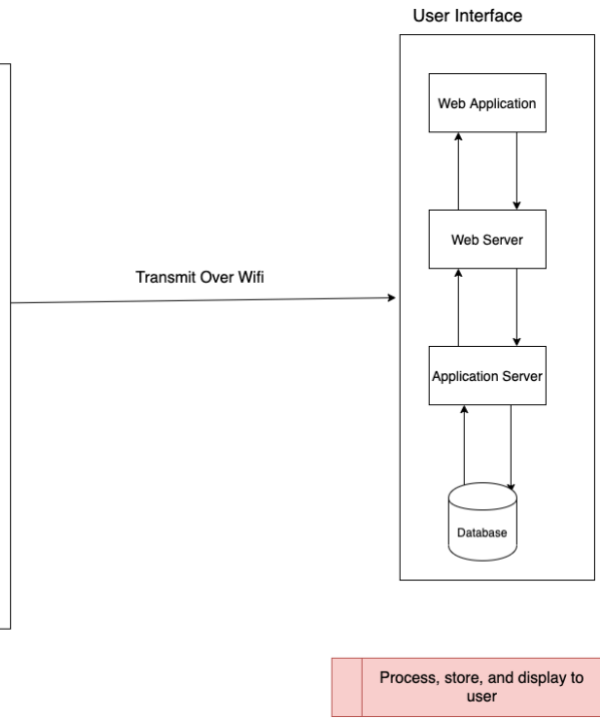 User Interface
Web Application
Web Server
Transmit Over Wifi
Application Server
Database
Process, store, and display to
user